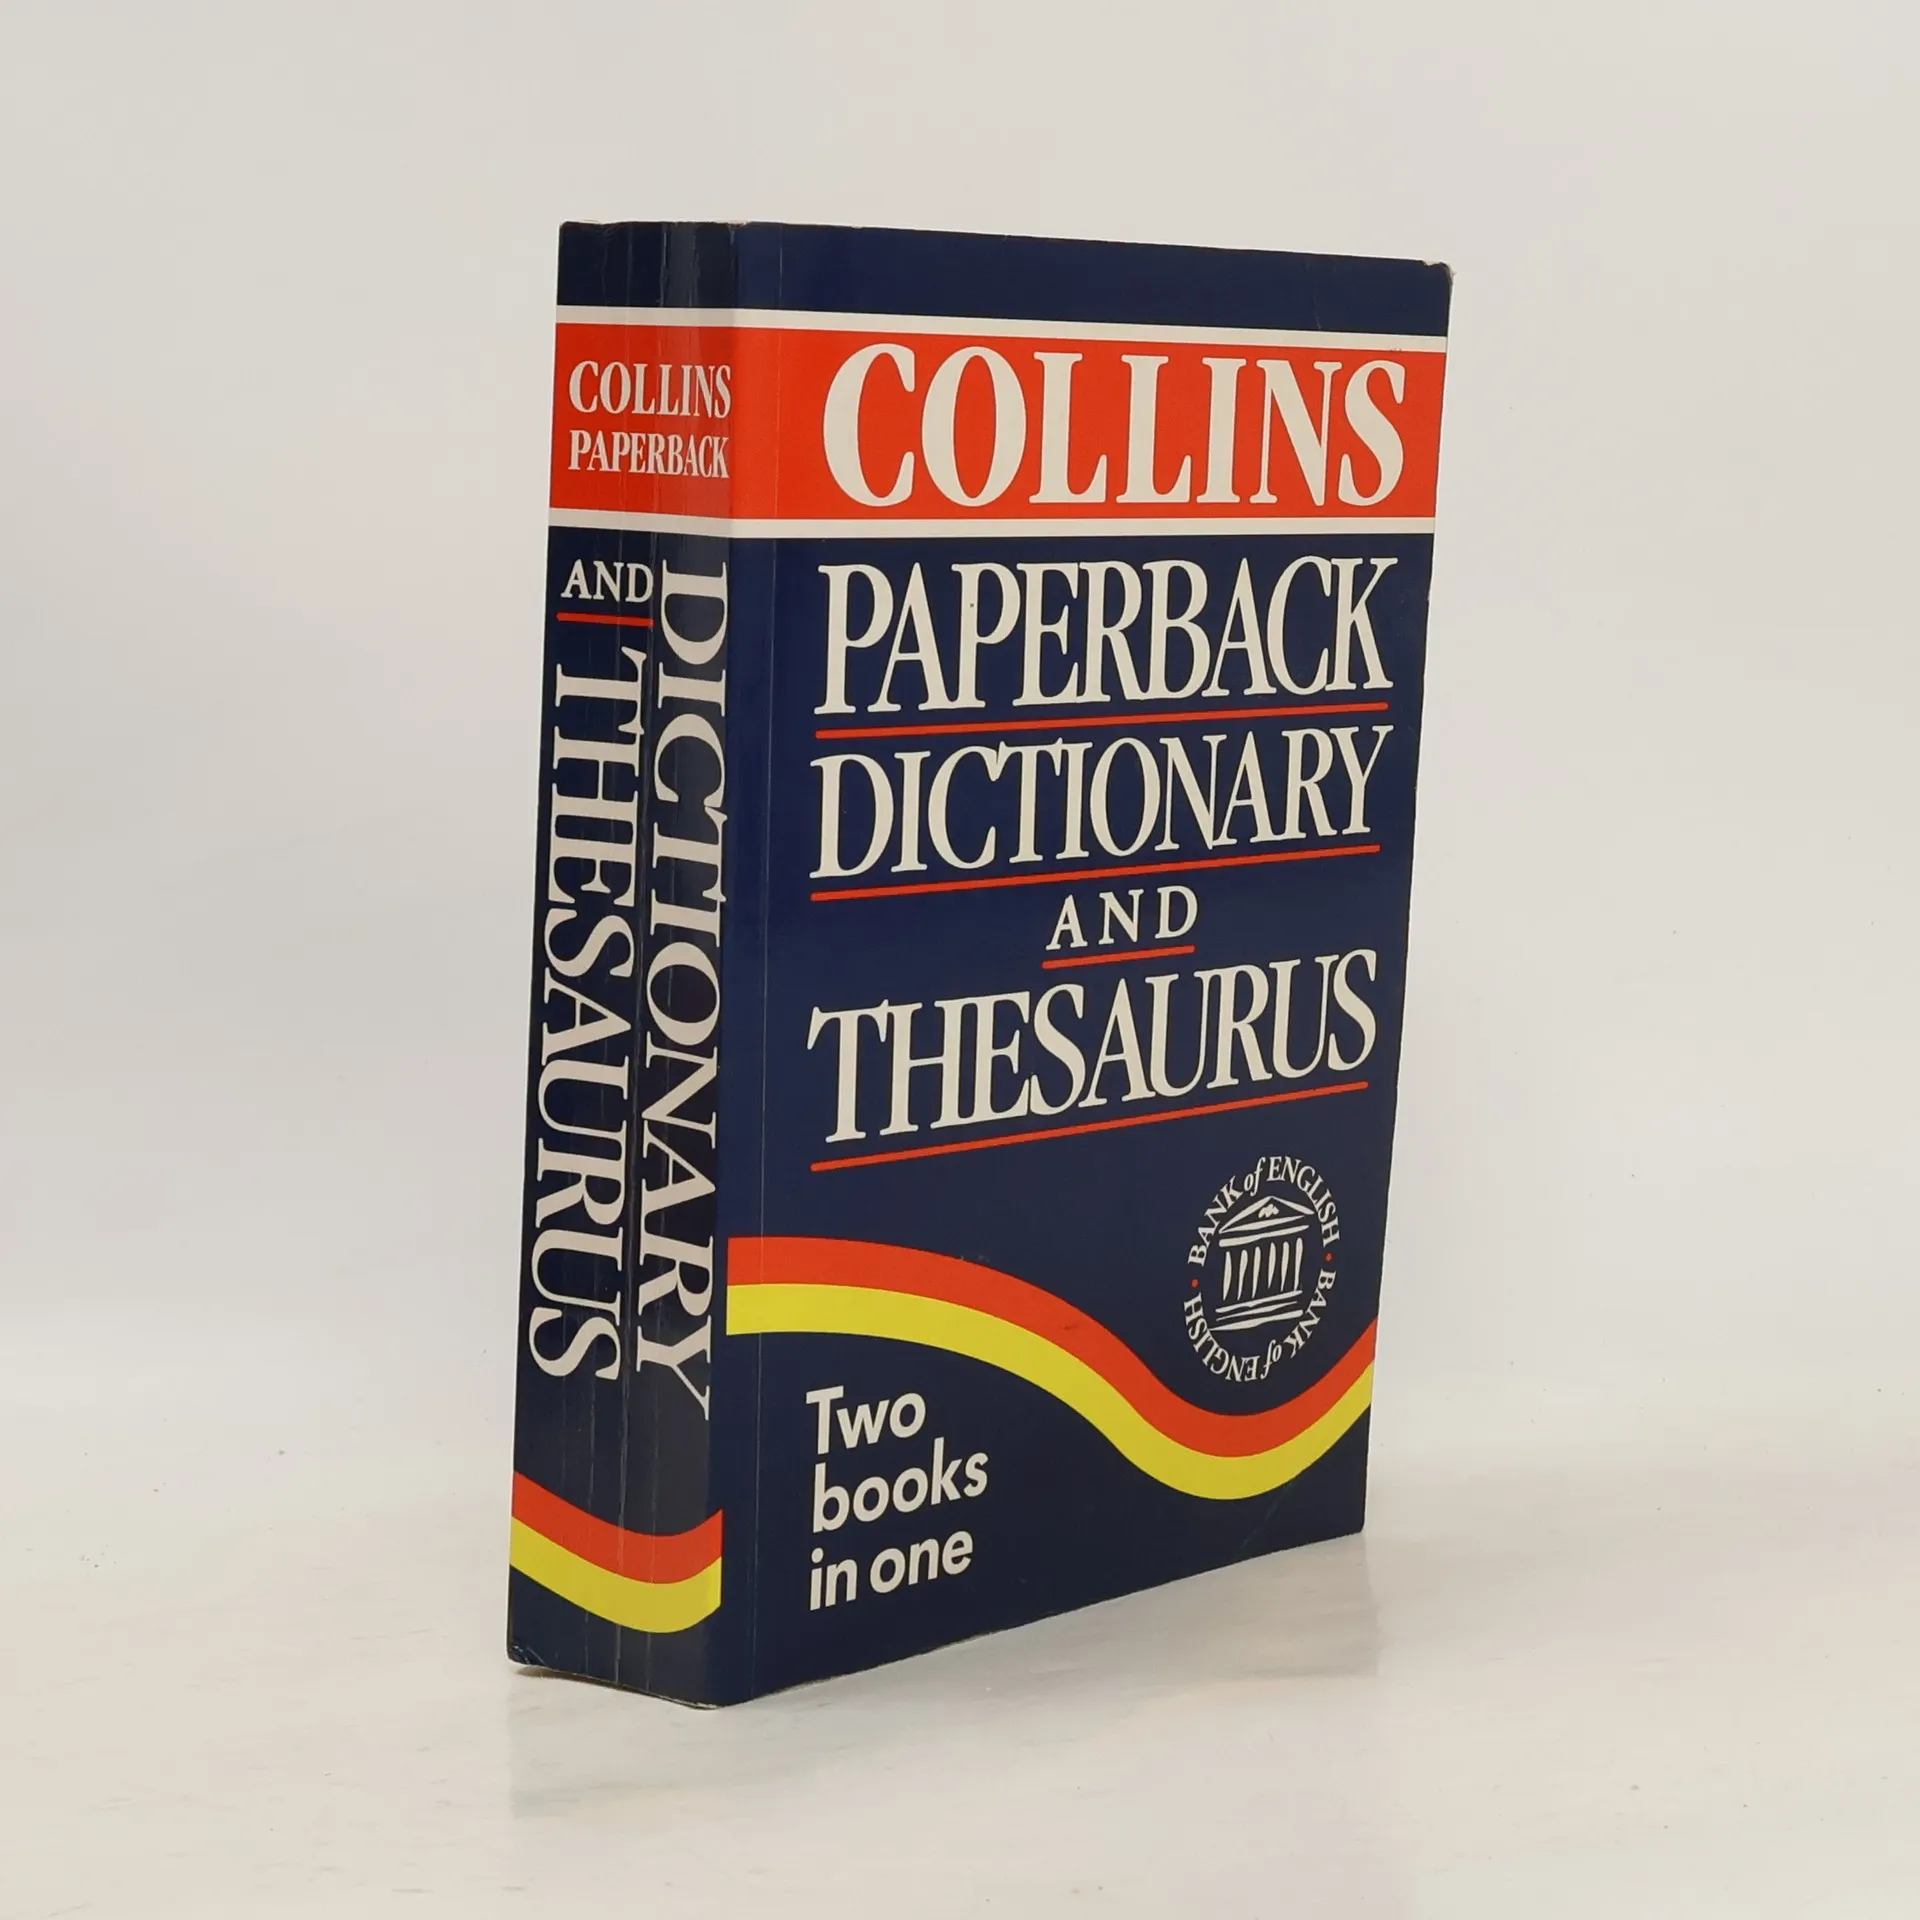 COLLINS
PAPERBACK
DICTIONARY
AND
THESAURUS
COLLINS
PAPERBACK
DICTIONARY
AND
THESAURUS
BANK of ENGLISH • BANK of ENGLISH •
Two
books
in one